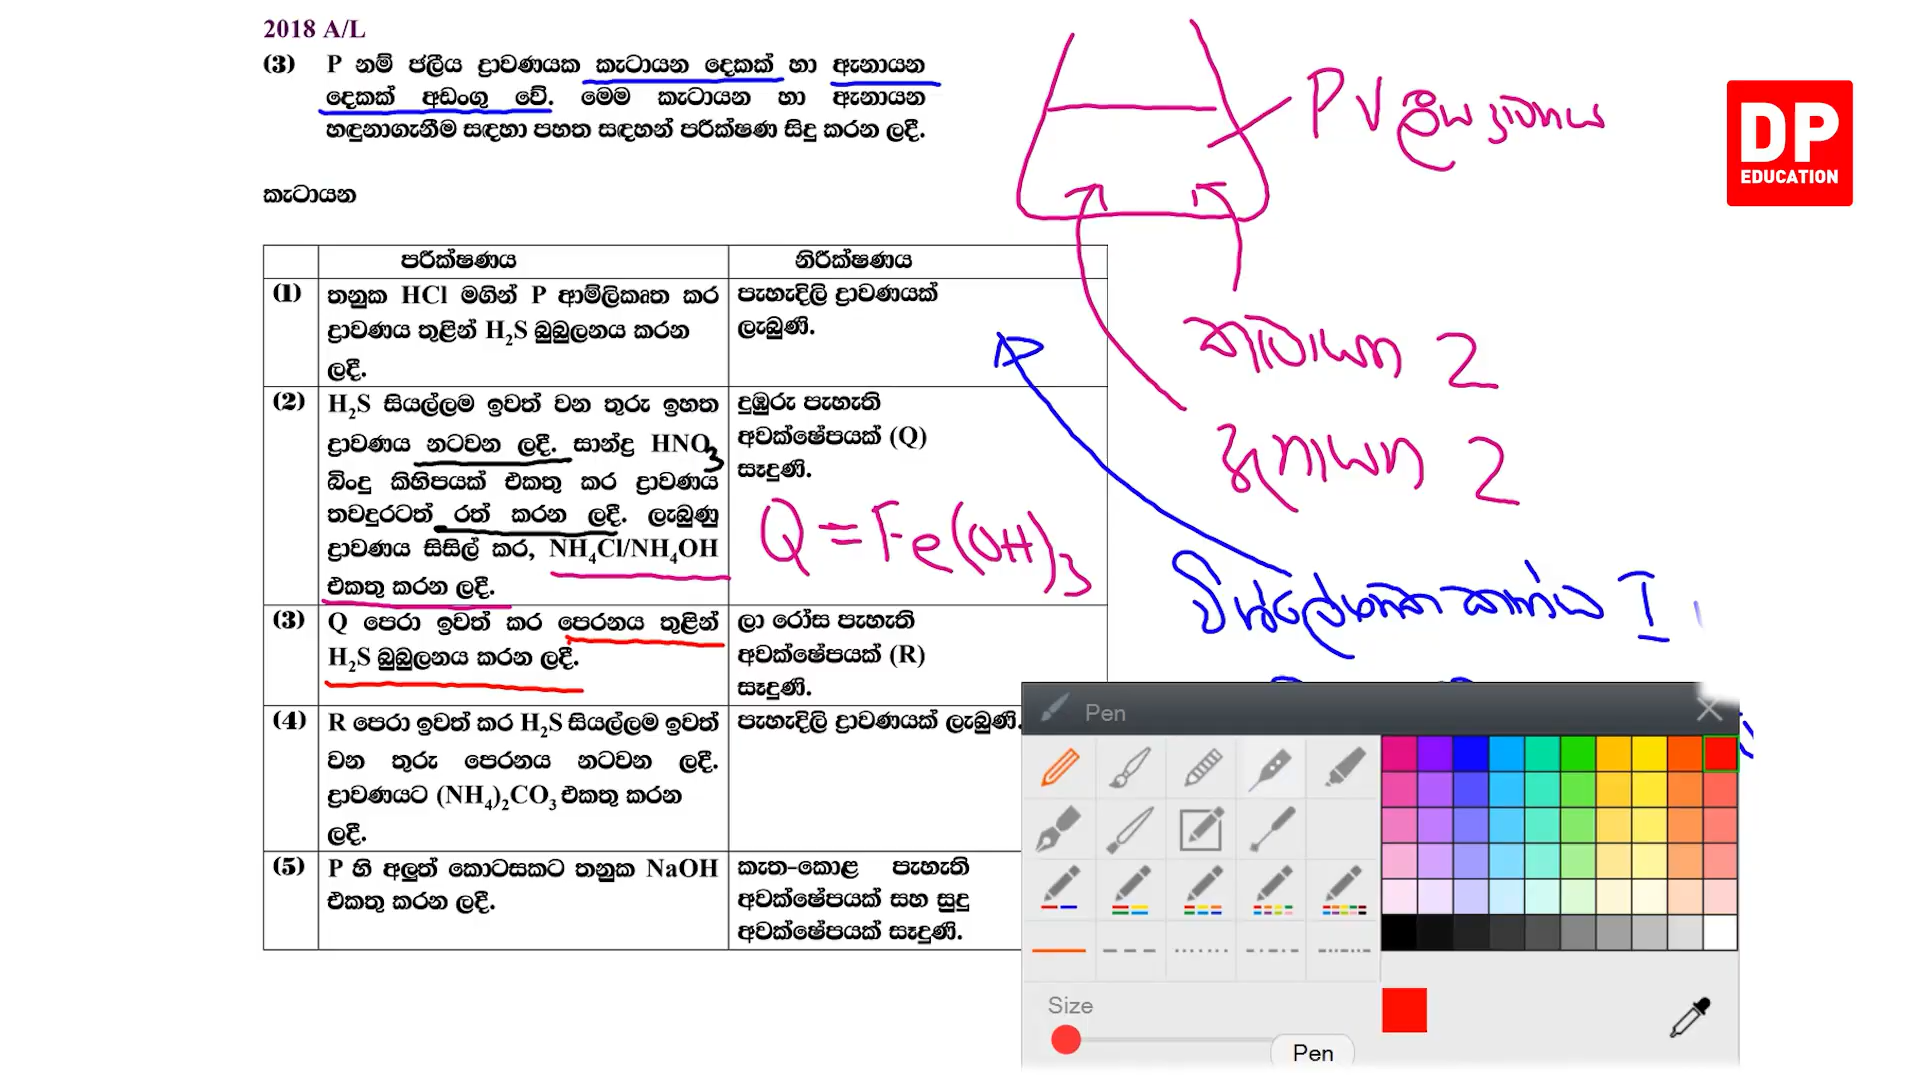 2018 A/L
(3) P නම් ජලීය ද්‍රාවණයක කැටායන දෙකක් හා ඇනායන
දෙකක් අඩංගු වේ. මෙම කැටායන හා ඇනායන
හඳුනාගැනීම සඳහා පහත සඳහන් පරීක්ෂණ සිදු කරන ලදී.
කැටායන
පරීක්ෂණය
නිරීක්ෂණය
(1) තනුක HCl මගින් P ආම්ලිකෘත කර
ද්‍රාවණය තුළින් H₂S බුබුලනය කරන
ලදී.
පැහැදිලි ද්‍රාවණයක්
ලැබුණි.
(2) H₂S සියල්ලම ඉවත් වන තුරු ඉහත
ද්‍රාවණය නටවන ලදී. සාන්ද්‍ර HNO3
බිංදු කිහිපයක් එකතු කර ද්‍රාවණය
තවදුරටත් රත් කරන ලදී. ලැබුණු
ද්‍රාවණය සිසිල් කර, NH₄Cl/NH₄OH
එකතු කරන ලදී.
දුඹුරු පැහැති
අවක්ෂේපයක් (Q)
සෑදුණි.
Q = Fe(OH)3
(3) Q පෙරා ඉවත් කර පෙරනය තුළින්
H₂S බුබුලනය කරන ලදී.
ලා රෝස පැහැති
අවක්ෂේපයක් (R)
සෑදුණි.
(4) R පෙරා ඉවත් කර H₂S සියල්ලම ඉවත්
වන තුරු පෙරනය නටවන ලදී.
ද්‍රාවණයට (NH₄)₂CO₃ එකතු කරන
ලදී.
පැහැදිලි ද්‍රාවණයක් ලැබුණි.
(5) P හි අලුත් කොටසකට තනුක NaOH
එකතු කරන ලදී.
කැත-කොළ පැහැති
අවක්ෂේපයක් සහ සුදු
අවක්ෂේපයක් සෑදුණි.
P
කැටායන 2
ඇනායන 2
I
DP
EDUCATION
Pen
Size
Pen